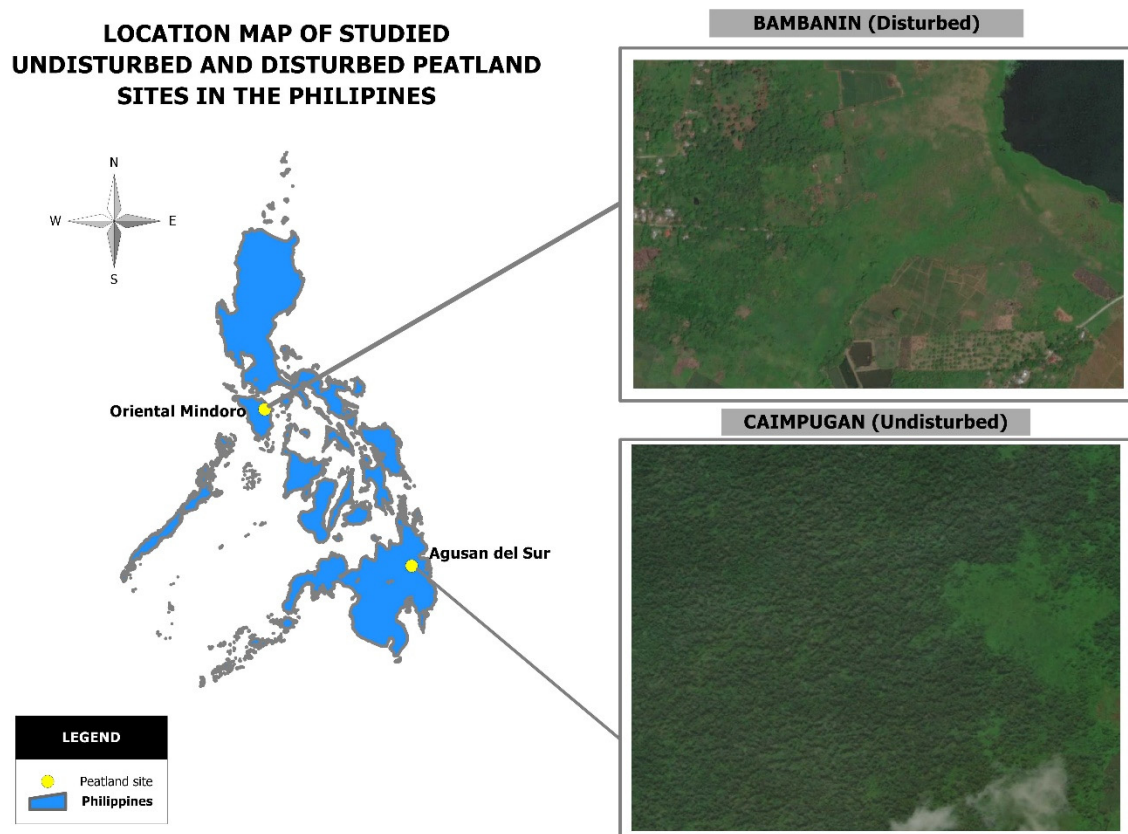 LOCATION MAP OF STUDIED
UNDISTURBED AND DISTURBED PEATLAND
SITES IN THE PHILIPINES
N
W
E
S
Oriental Mindoro
Agusan del Sur
LEGEND
Peatland site
Philippines
BAMBANIN (Disturbed)
CAIMPUGAN (Undisturbed)